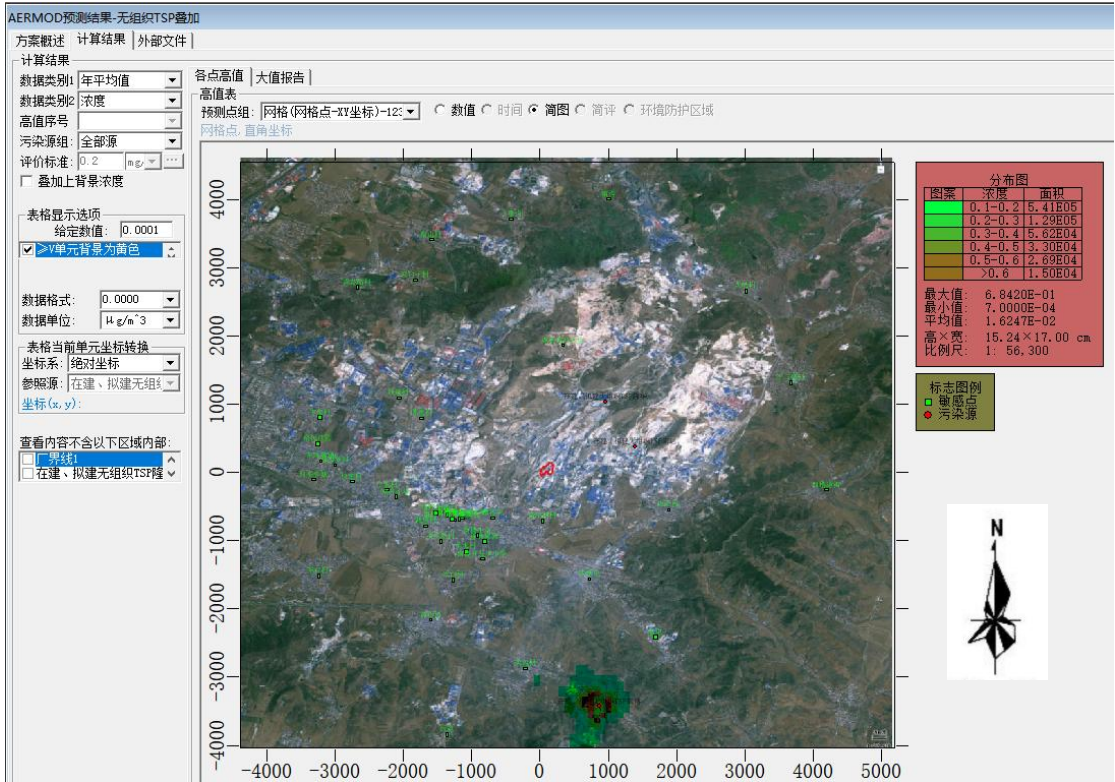 AERMOD预测结果-无组织TSP叠加
方案概述 计算结果 外部文件
计算结果
数据类别1 年平均值
数据类别2 浓度
高值序号
污染源组: 全部源
评价标准: 0.2 mg/ ...
叠加上背景浓度
表格显示选项
给定数值: 0.0001
≥V单元背景为黄色
数据格式: 0.0000
数据单位: μg/m^3
表格当前单元坐标转换
坐标系: 绝对坐标
参照源: 在建、拟建无组织
坐标(x,y):
查看内容不含以下区域内部:
厂界线1
在建、拟建无组织TSP隆
各点高值 大值报告
高值表
预测点组: 网格(网格点-XY坐标)-123 数值 时间 简图 简评 环境防护区域
网格点,直角坐标
4000
3000
2000
1000
0
-1000
-2000
-3000
-4000
-4000 -3000 -2000 -1000 0 1000 2000 3000 4000 5000
分布图
图案 浓度 面积
0.1-0.2 5.41E05
0.2-0.3 1.29E05
0.3-0.4 5.62E04
0.4-0.5 3.30E04
0.5-0.6 2.69E04
>0.6 1.50E04
最大值: 6.8420E-01
最小值: 7.0000E-04
平均值: 1.6247E-02
高×宽: 15.24×17.00 cm
比例尺: 1: 56,300
标志图例
敏感点
污染源
N